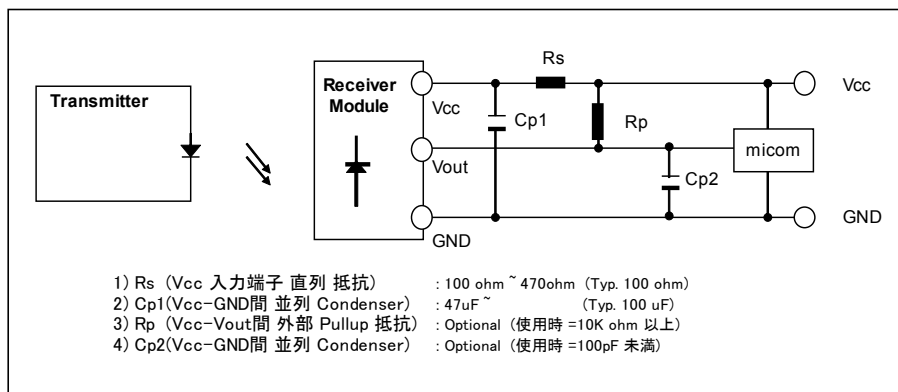 Transmitter
Receiver
Module
Vcc
Vout
GND
Cp1
Rs
Rp
Cp2
micom
Vcc
GND
1) Rs (Vcc 入力端子 直列 抵抗) : 100 ohm ~ 470ohm (Typ. 100 ohm)
2) Cp1(Vcc-GND間 並列 Condenser) : 47uF ~ (Typ. 100 uF)
3) Rp (Vcc-Vout間 外部 Pullup 抵抗) : Optional (使用時 =10K ohm 以上)
4) Cp2(Vcc-GND間 並列 Condenser) : Optional (使用時 =100pF 未満)